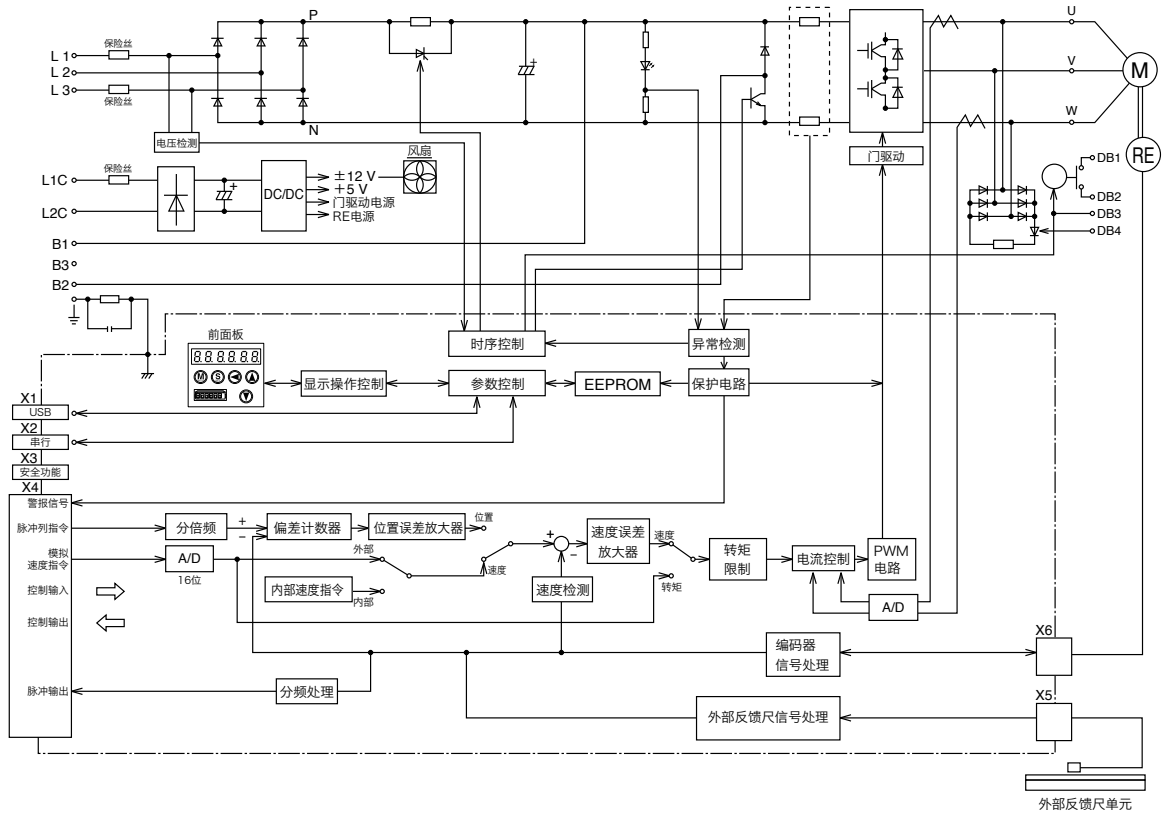 P
U
保险丝
L1
L2
V
M
L3
保险丝
W
N
电压检测
风扇
门驱动
RE
DB1
保险丝
L1C
DC/DC
±12 V
+5 V
门驱动电源
RE电源
DB2
L2C
DB3
DB4
B1
B3
B2
前面板
8.8.8.8.8.8.
M
S
时序控制
异常检测
显示操作控制
参数控制
EEPROM
保护电路
X1
USB
X2
串行
X3
安全功能
X4
警报信号
脉冲列指令
分倍频
+
−
偏差计数器
位置误差放大器
位置
模拟
速度指令
A/D
16位
外部
速度
+
−
速度误差
放大器
速度
转矩
转矩
限制
电流控制
PWM
电路
内部速度指令
内部
速度检测
A/D
控制输入
控制输出
X6
编码器
信号处理
脉冲输出
分频处理
X5
外部反馈尺信号处理
外部反馈尺单元